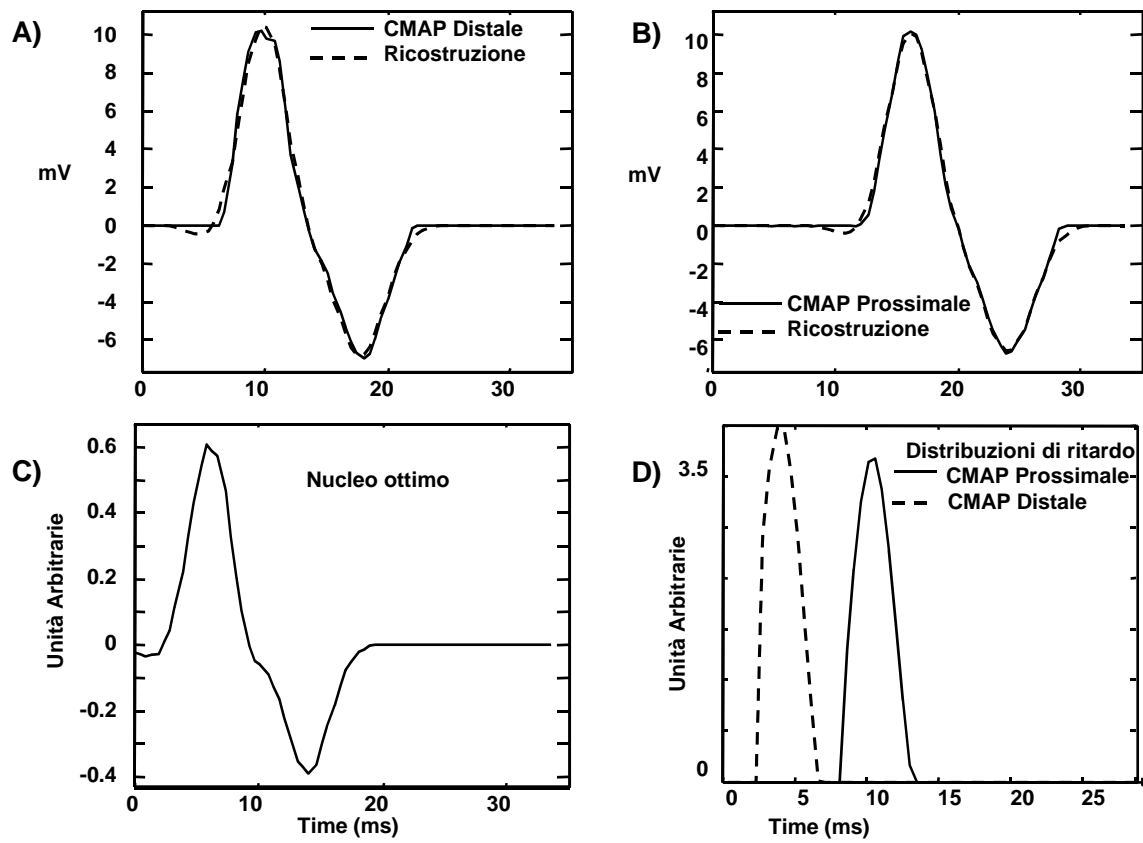 A)
CMAP Distale
Ricostruzione
10
8
6
4
2
0
-2
-4
-6
mV
0
10
20
30
B)
10
8
6
4
2
0
-2
-4
-6
mV
CMAP Prossimale
Ricostruzione
0
10
20
30
C)
Nucleo ottimo
0.6
0.4
0.2
0
-0.2
-0.4
Unità Arbitrarie
0
10
20
30
Time (ms)
D)
Distribuzioni di ritardo
CMAP Prossimale
CMAP Distale
3.5
0
Unità Arbitrarie
0
5
10
15
20
25
Time (ms)